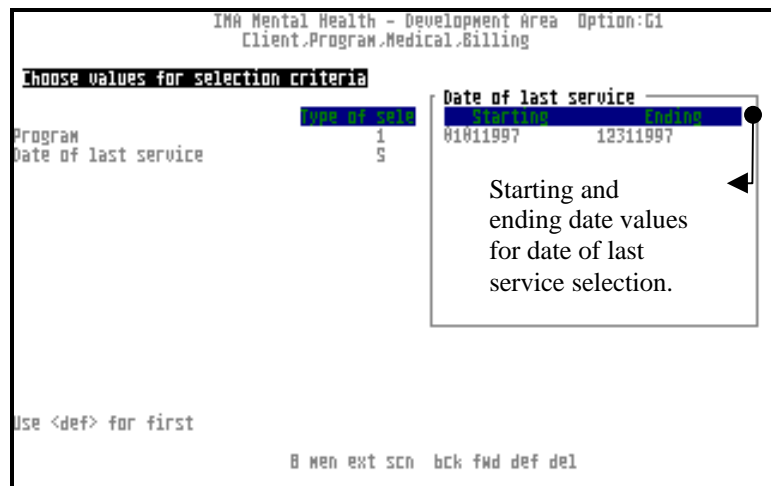 IMA Mental Health - Development Area Option:G1
Client,Program,Medical,Billing
Choose values for selection criteria
Type of sele
Program 1
Date of last service S
Date of last service
Starting Ending
01011997 12311997
Starting and
ending date values
for date of last
service selection.
Use <def> for first
8 men ext scn bck fwd def del